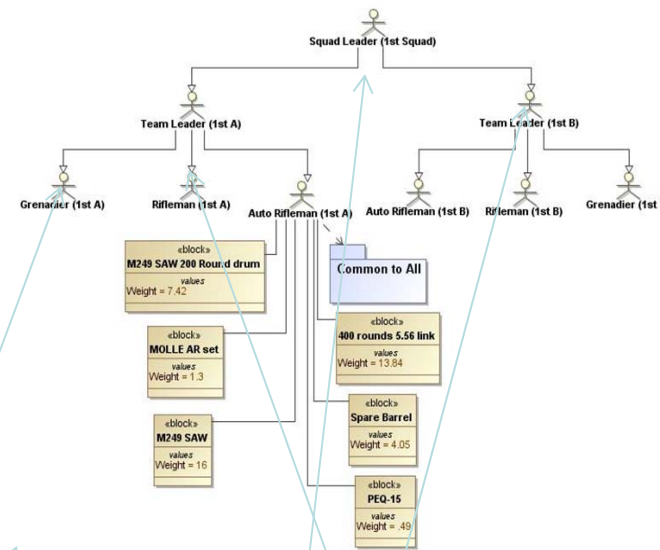 Squad Leader (1st Squad)
Team Leader (1st A)
Team Leader (1st B)
Grenadier (1st A)
Rifleman (1st A)
Auto Rifleman (1st A)
Auto Rifleman (1st B)
Rifleman (1st B)
Grenadier (1st
«block»
M249 SAW 200 Round drum
values
Weight = 7.42
Common to All
«block»
MOLLE AR set
values
Weight = 1.3
«block»
400 rounds 5.56 link
values
Weight = 13.84
«block»
M249 SAW
values
Weight = 16
«block»
Spare Barrel
values
Weight = 4.05
«block»
PEQ-15
values
Weight = .49